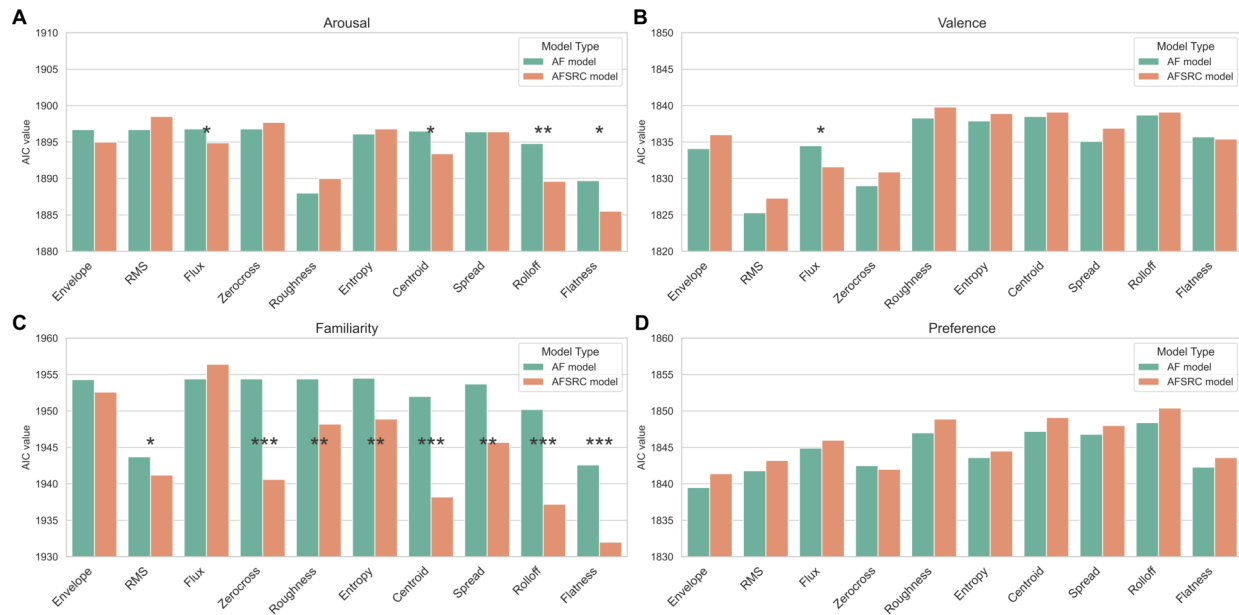 A
Arousal
AIC value
1910
1905
1900
1895
1890
1885
1880
Model Type
AF model
AFSRC model
*
*
**
*
Envelope
RMS
Flux
Zerocross
Roughness
Entropy
Centroid
Spread
Rolloff
Flatness
B
Valence
AIC value
1850
1845
1840
1835
1830
1825
1820
Model Type
AF model
AFSRC model
*
Envelope
RMS
Flux
Zerocross
Roughness
Entropy
Centroid
Spread
Rolloff
Flatness
C
Familiarity
AIC value
1960
1955
1950
1945
1940
1935
1930
Model Type
AF model
AFSRC model
*
***
**
**
***
**
***
***
Envelope
RMS
Flux
Zerocross
Roughness
Entropy
Centroid
Spread
Rolloff
Flatness
D
Preference
AIC value
1860
1855
1850
1845
1840
1835
1830
Model Type
AF model
AFSRC model
Envelope
RMS
Flux
Zerocross
Roughness
Entropy
Centroid
Spread
Rolloff
Flatness